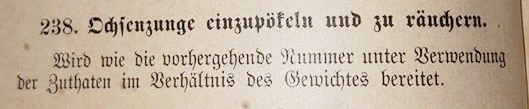 238. Ochsenzunge einzupökeln und zu räuchern.
Wird wie die vorhergehende Nummer unter Verwendung
der Zuthaten im Verhältnis des Gewichtes bereitet.